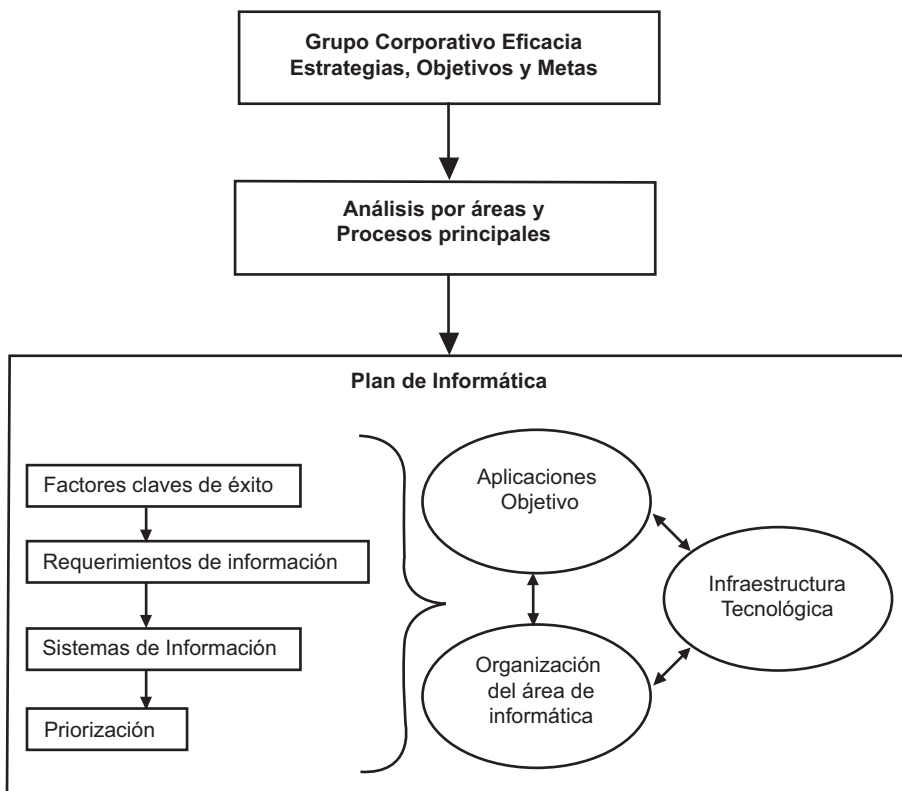 Grupo Corporativo Eficacia
Estrategias, Objetivos y Metas
Análisis por áreas y
Procesos principales
Plan de Informática
Factores claves de éxito
Requerimientos de información
Sistemas de Información
Priorización
Aplicaciones
Objetivo
Infraestructura
Tecnológica
Organización
del área de
informática